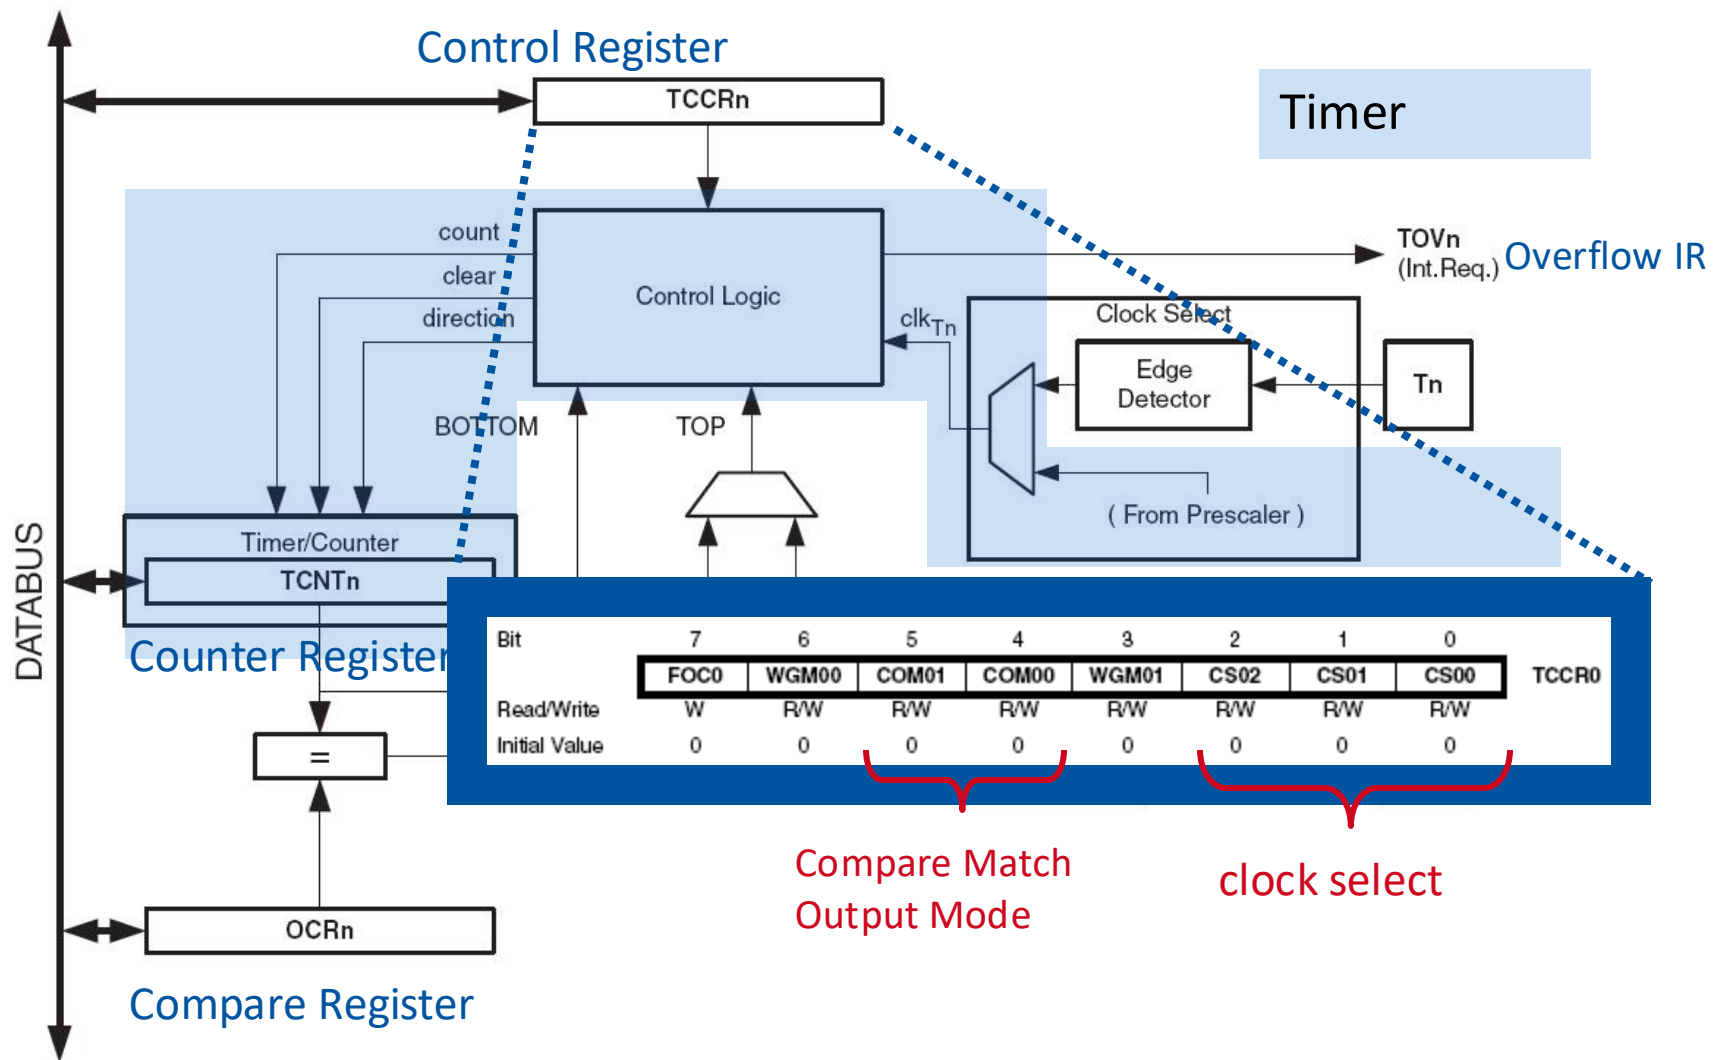 Control Register
TCCRn
Timer
count
clear
direction
Control Logic
clkTn
TOVn
(Int.Req.)
Overflow IR
Clock Select
Edge
Detector
Tn
BOTTOM
TOP
( From Prescaler )
DATABUS
Timer/Counter
TCNTn
Counter Register
Bit 7 6 5 4 3 2 1 0
FOC0 WGM00 COM01 COM00 WGM01 CS02 CS01 CS00 TCCR0
Read/Write W R/W R/W R/W R/W R/W R/W R/W
Initial Value 0 0 0 0 0 0 0 0
=
Compare Match
Output Mode
clock select
OCRn
Compare Register